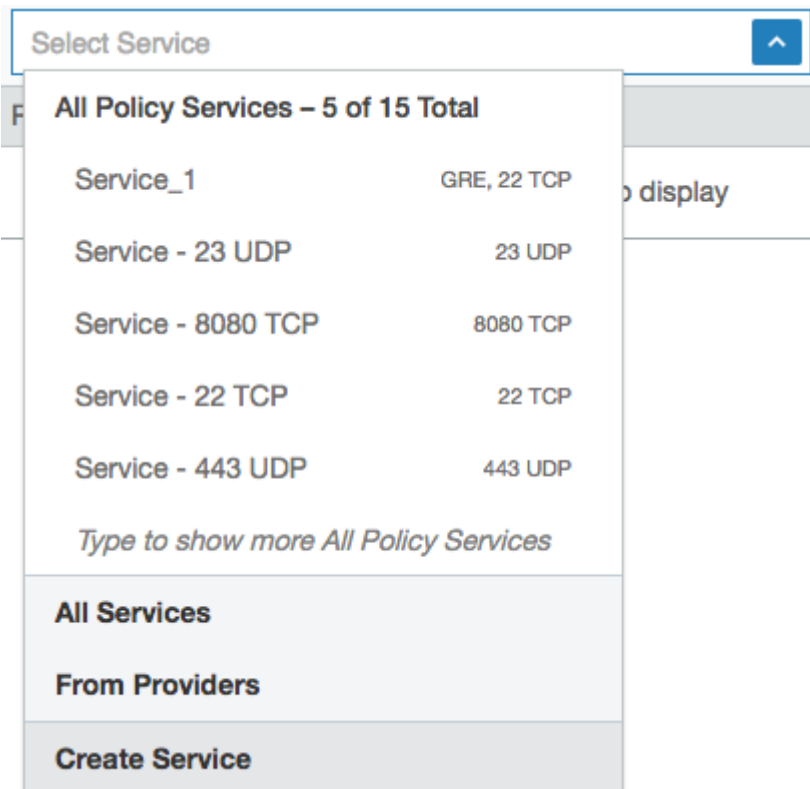 Select Service
All Policy Services – 5 of 15 Total
Service_1 GRE, 22 TCP
display
Service - 23 UDP 23 UDP
Service - 8080 TCP 8080 TCP
Service - 22 TCP 22 TCP
Service - 443 UDP 443 UDP
Type to show more All Policy Services
All Services
From Providers
Create Service